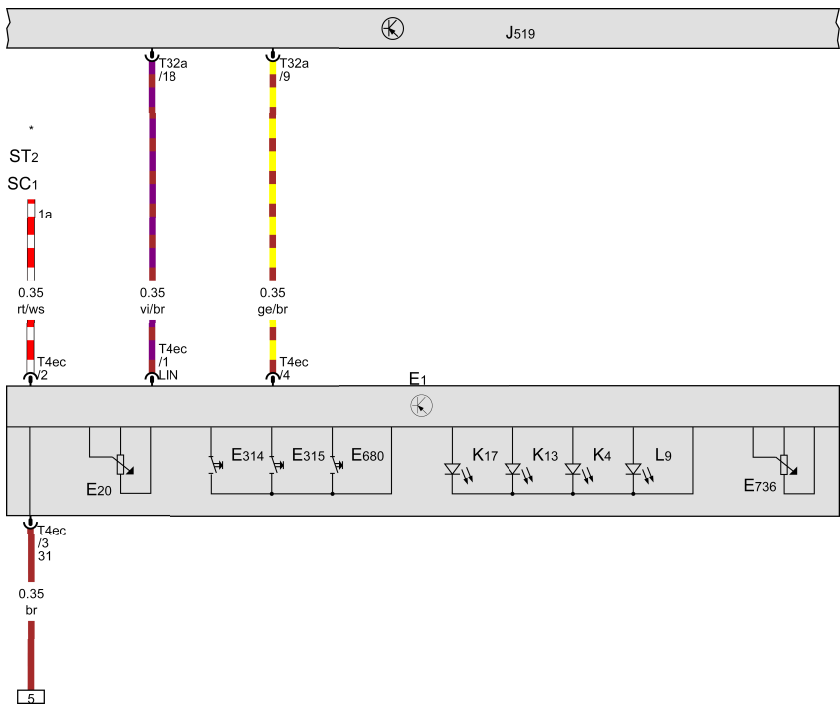 J519
T32a
/18
T32a
/9
*
ST2
SC1
1a
0.35
rt/ws
0.35
vi/br
0.35
ge/br
T4ec
/2
T4ec
/1
LIN
T4ec
/4
E1
E20
E314
E315
E680
K17
K13
K4
L9
E736
T4ec
/3
31
0.35
br
5